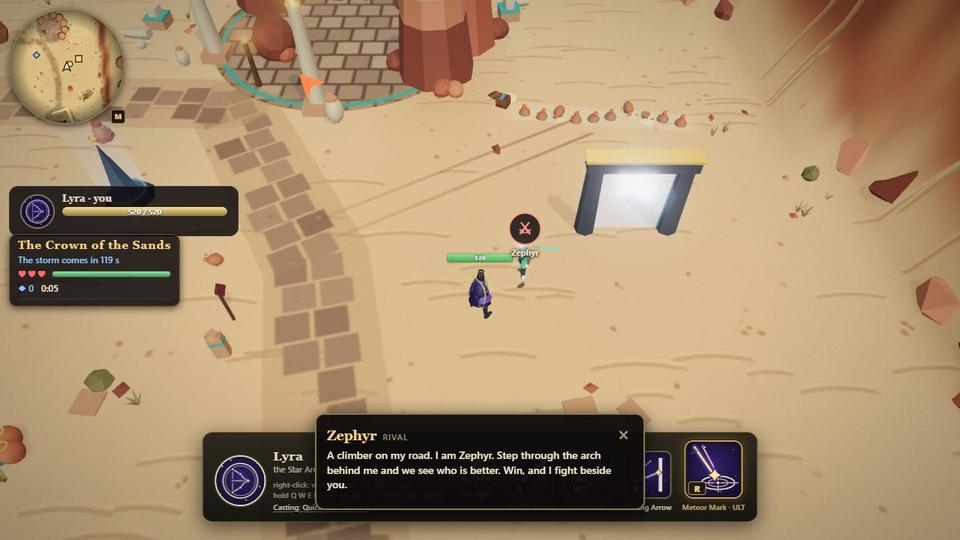 M
Lyra · you
520 / 520
The Crown of the Sands
The storm comes in 119 s
0 0:05
520
Zephyr
Zephyr RIVAL
A climber on my road. I am Zephyr. Step through the arch
behind me and we see who is better. Win, and I fight beside
you.
Lyra
the Star
right-click:
hold Q W E
Casting:
Arrow
R
Meteor Mark · ULT